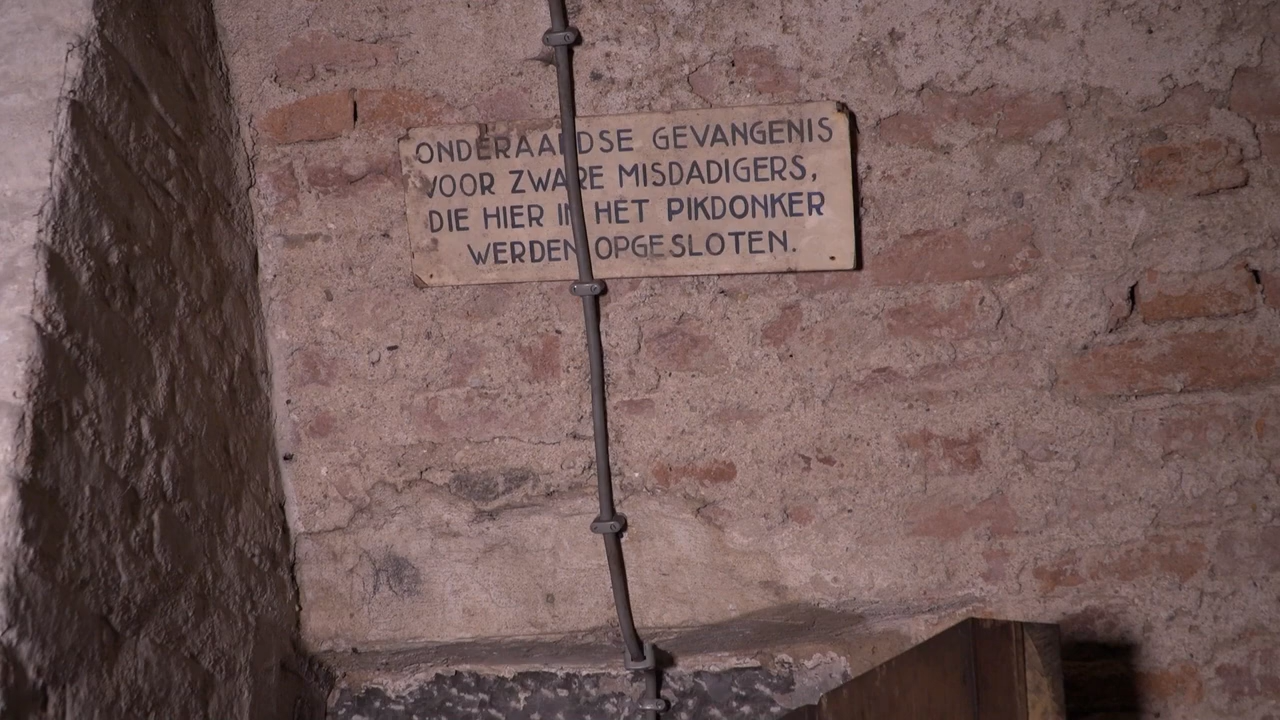 ONDERAARDSE GEVANGENIS
VOOR ZWARE MISDADIGERS,
DIE HIER IN HET PIKDONKER
WERDEN OPGESLOTEN.